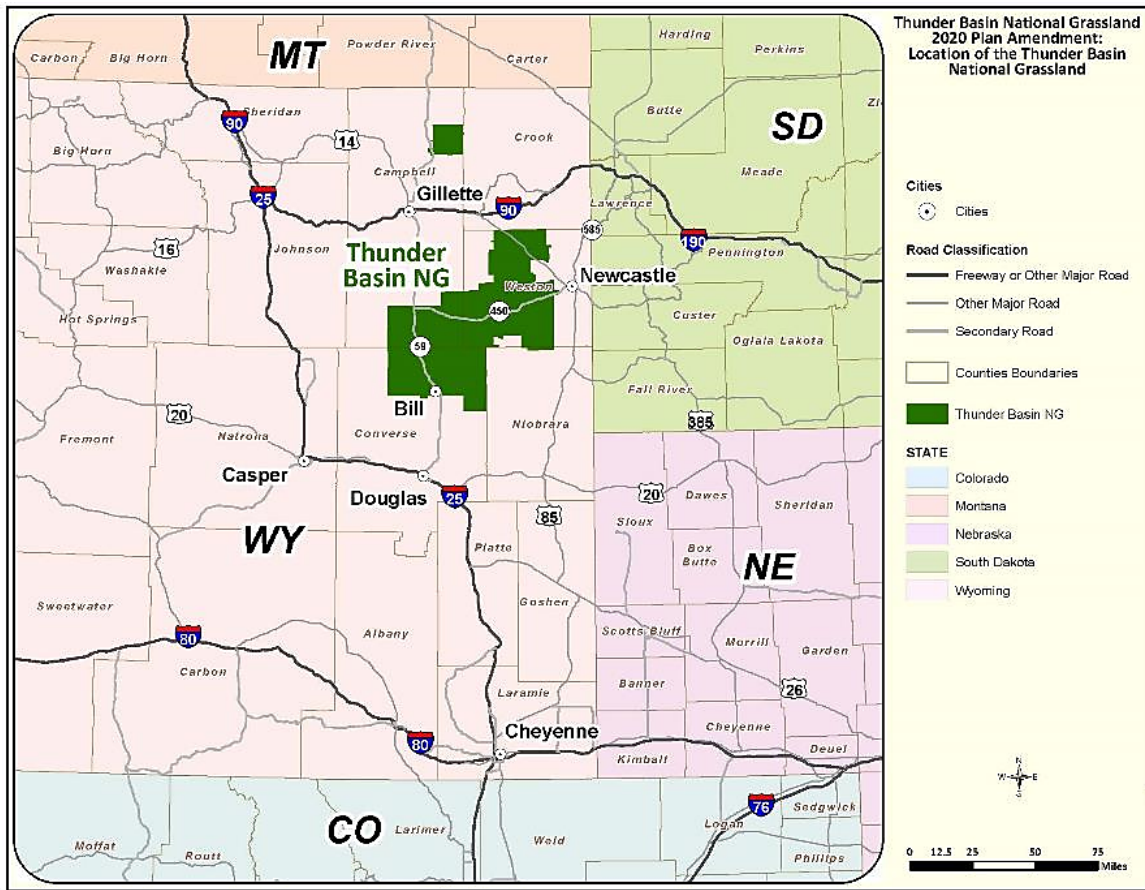 Thunder Basin National Grassland
2020 Plan Amendment:
Location of the Thunder Basin
National Grassland
Cities
Cities
Road Classification
Freeway or Other Major Road
Other Major Road
Secondary Road
Counties Boundaries
Thunder Basin NG
STATE
Colorado
Montana
Nebraska
South Dakota
Wyoming
N
W
E
S
0 12.5 25 50 75
Miles
MT
Carbon
Big Horn
Powder River
Carter
Harding
Perkins
SD
Butte
Meade
90
Sheridan
14
Crook
Big Horn
Campbell
Gillette
25
90
Lawrence
585
190
Pennington
16
Johnson
Washakie
Thunder
Basin NG
Weston
Newcastle
450
Hot Springs
Custer
Oglala Lakota
59
Fall River
385
Bill
20
Fremont
Natrona
Converse
Niobrara
Casper
Douglas
25
WY
85
20
Dawes
Sheridan
Sioux
Box
Butte
NE
Platte
Goshen
Sweetwater
80
Albany
Carbon
Scotts Bluff
Morrill
Garden
Banner
26
Laramie
Cheyenne
80
Cheyenne
Kimball
Deuel
76
Sedgwick
Logan
CO
Larimer
Weld
Moffat
Routt
Phillips